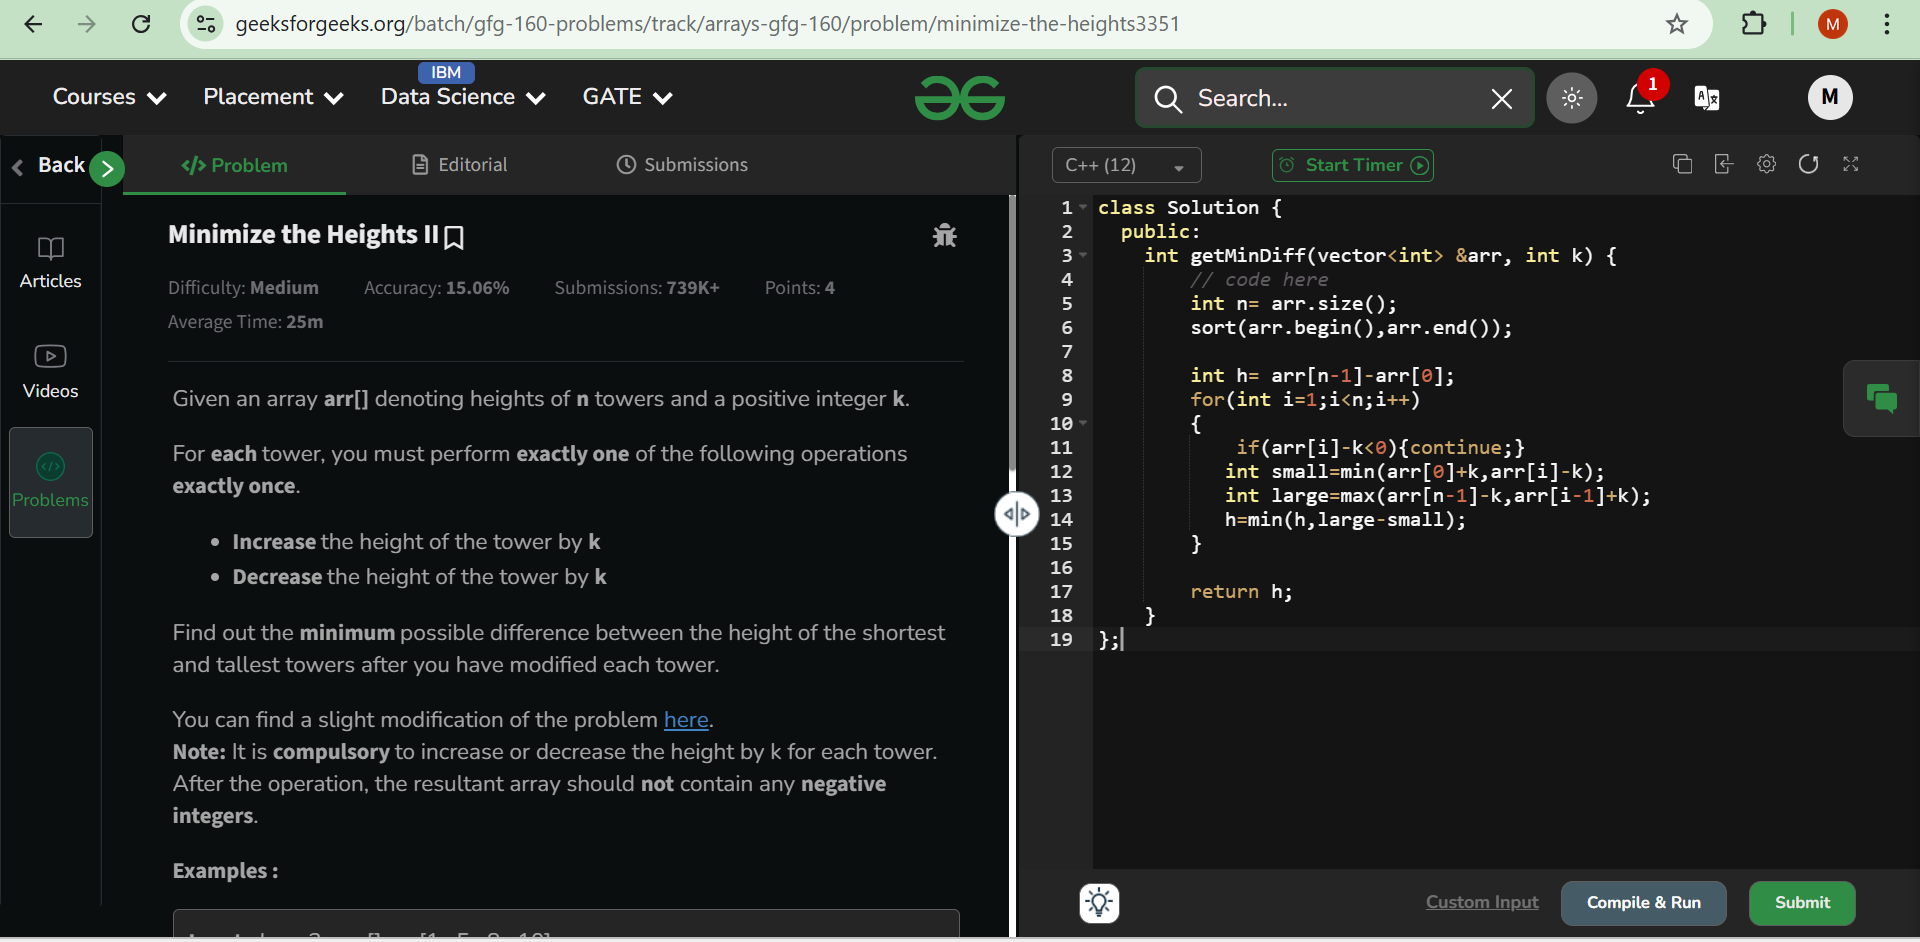 geeksforgeeks.org/batch/gfg-160-problems/track/arrays-gfg-160/problem/minimize-the-heights3351
M
Courses
Placement
IBM
Data Science
GATE
Search...
1
M
Back
Problem
Editorial
Submissions
C++ (12)
Start Timer
Articles
Videos
Problems
Minimize the Heights II
Difficulty: Medium Accuracy: 15.06% Submissions: 739K+ Points: 4
Average Time: 25m
Given an array arr[] denoting heights of n towers and a positive integer k.
For each tower, you must perform exactly one of the following operations
exactly once.
• Increase the height of the tower by k
• Decrease the height of the tower by k
Find out the minimum possible difference between the height of the shortest
and tallest towers after you have modified each tower.
You can find a slight modification of the problem here.
Note: It is compulsory to increase or decrease the height by k for each tower.
After the operation, the resultant array should not contain any negative
integers.
Examples :
1 class Solution {
2 public:
3 int getMinDiff(vector<int> &arr, int k) {
4 // code here
5 int n= arr.size();
6 sort(arr.begin(),arr.end());
7
8 int h= arr[n-1]-arr[0];
9 for(int i=1;i<n;i++)
10 {
11 if(arr[i]-k<0){continue;}
12 int small=min(arr[0]+k,arr[i]-k);
13 int large=max(arr[n-1]-k,arr[i-1]+k);
14 h=min(h,large-small);
15 }
16
17 return h;
18 }
19 };
Custom Input
Compile & Run
Submit